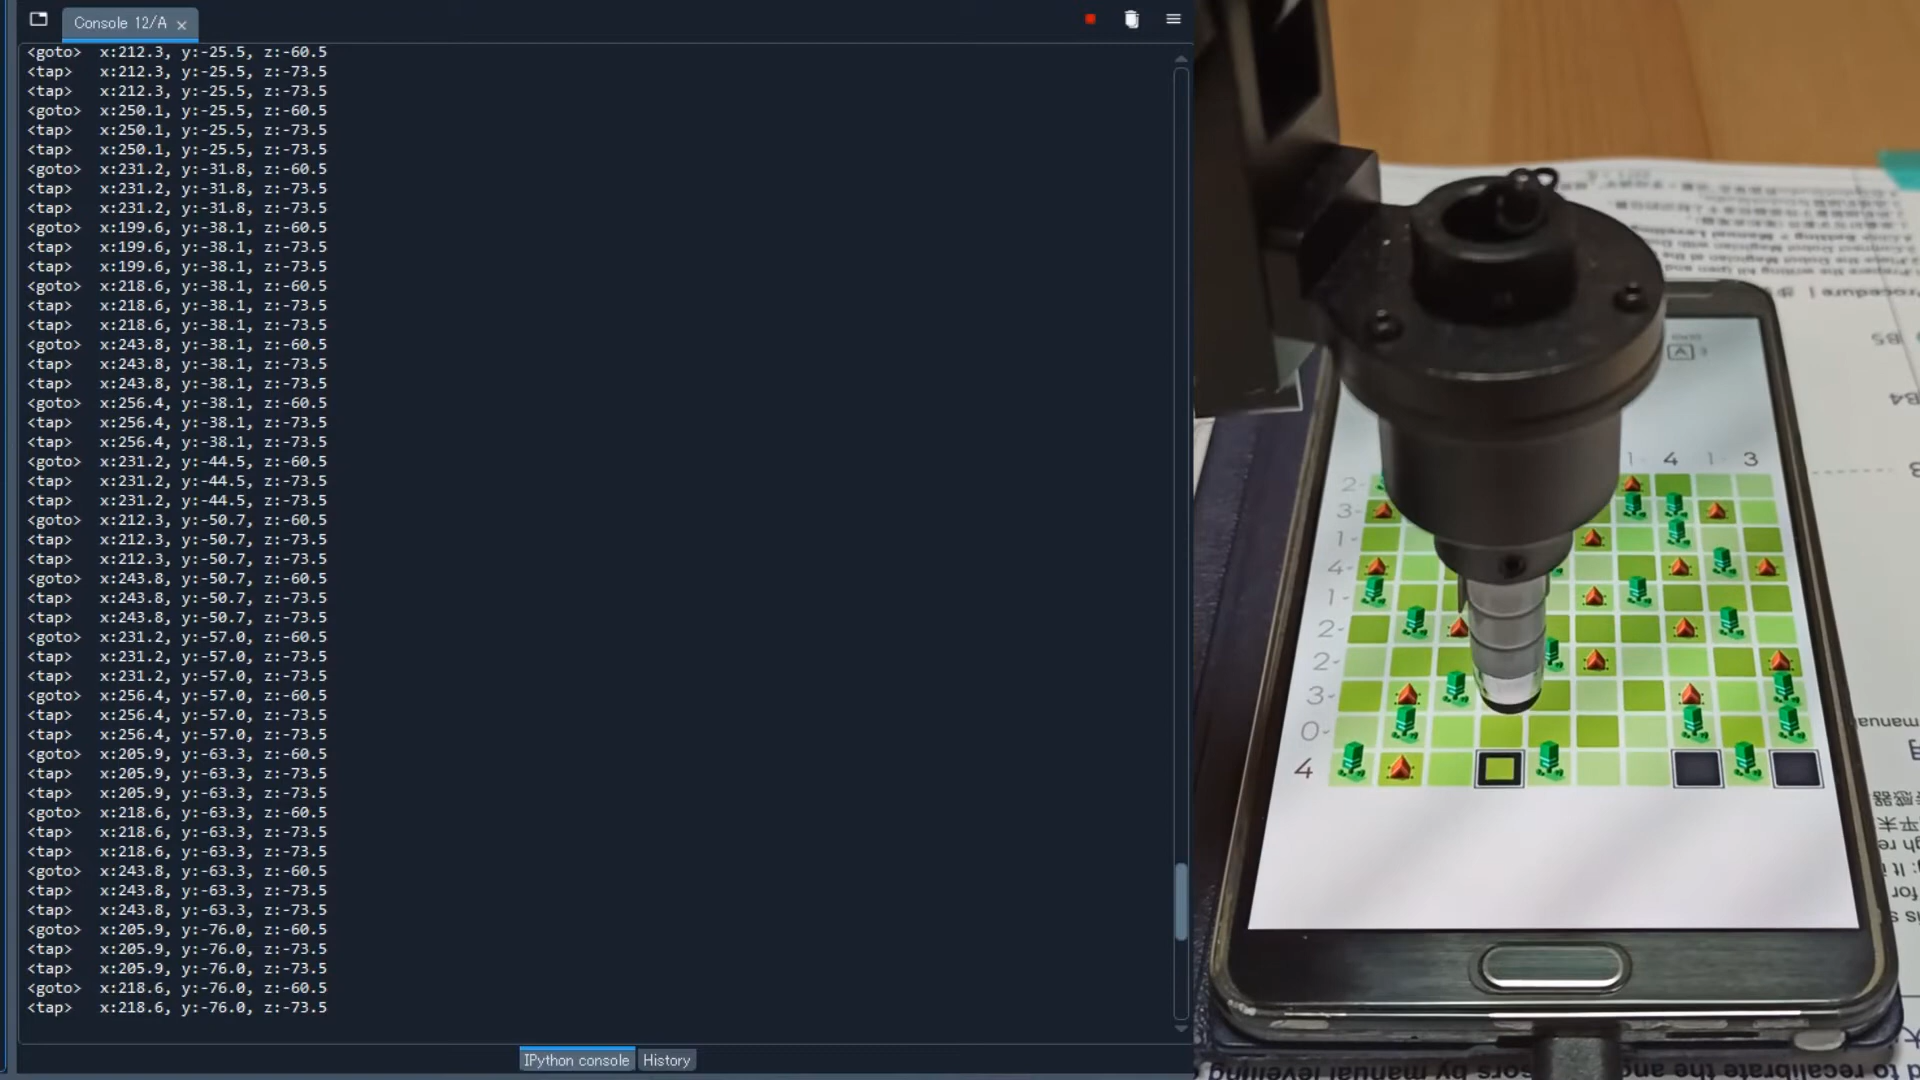 Console 12/A
<goto> x:212.3, y:-25.5, z:-60.5
<tap> x:212.3, y:-25.5, z:-73.5
<tap> x:212.3, y:-25.5, z:-73.5
<goto> x:250.1, y:-25.5, z:-60.5
<tap> x:250.1, y:-25.5, z:-73.5
<tap> x:250.1, y:-25.5, z:-73.5
<goto> x:231.2, y:-31.8, z:-60.5
<tap> x:231.2, y:-31.8, z:-73.5
<tap> x:231.2, y:-31.8, z:-73.5
<goto> x:199.6, y:-38.1, z:-60.5
<tap> x:199.6, y:-38.1, z:-73.5
<tap> x:199.6, y:-38.1, z:-73.5
<goto> x:218.6, y:-38.1, z:-60.5
<tap> x:218.6, y:-38.1, z:-73.5
<tap> x:218.6, y:-38.1, z:-73.5
<goto> x:243.8, y:-38.1, z:-60.5
<tap> x:243.8, y:-38.1, z:-73.5
<tap> x:243.8, y:-38.1, z:-73.5
<goto> x:256.4, y:-38.1, z:-60.5
<tap> x:256.4, y:-38.1, z:-73.5
<tap> x:256.4, y:-38.1, z:-73.5
<goto> x:231.2, y:-44.5, z:-60.5
<tap> x:231.2, y:-44.5, z:-73.5
<tap> x:231.2, y:-44.5, z:-73.5
<goto> x:212.3, y:-50.7, z:-60.5
<tap> x:212.3, y:-50.7, z:-73.5
<tap> x:212.3, y:-50.7, z:-73.5
<goto> x:243.8, y:-50.7, z:-60.5
<tap> x:243.8, y:-50.7, z:-73.5
<tap> x:243.8, y:-50.7, z:-73.5
<goto> x:231.2, y:-57.0, z:-60.5
<tap> x:231.2, y:-57.0, z:-73.5
<tap> x:231.2, y:-57.0, z:-73.5
<goto> x:256.4, y:-57.0, z:-60.5
<tap> x:256.4, y:-57.0, z:-73.5
<tap> x:256.4, y:-57.0, z:-73.5
<goto> x:205.9, y:-63.3, z:-60.5
<tap> x:205.9, y:-63.3, z:-73.5
<tap> x:205.9, y:-63.3, z:-73.5
<goto> x:218.6, y:-63.3, z:-60.5
<tap> x:218.6, y:-63.3, z:-73.5
<tap> x:218.6, y:-63.3, z:-73.5
<goto> x:243.8, y:-63.3, z:-60.5
<tap> x:243.8, y:-63.3, z:-73.5
<tap> x:243.8, y:-63.3, z:-73.5
<goto> x:205.9, y:-76.0, z:-60.5
<tap> x:205.9, y:-76.0, z:-73.5
<tap> x:205.9, y:-76.0, z:-73.5
<goto> x:218.6, y:-76.0, z:-60.5
<tap> x:218.6, y:-76.0, z:-73.5
IPython console History
A
1 4 1 3
2
3
1
4
1
2
2
3
0
4
B5
B4
manual
for
to recalibrate the
sors by manual levelling